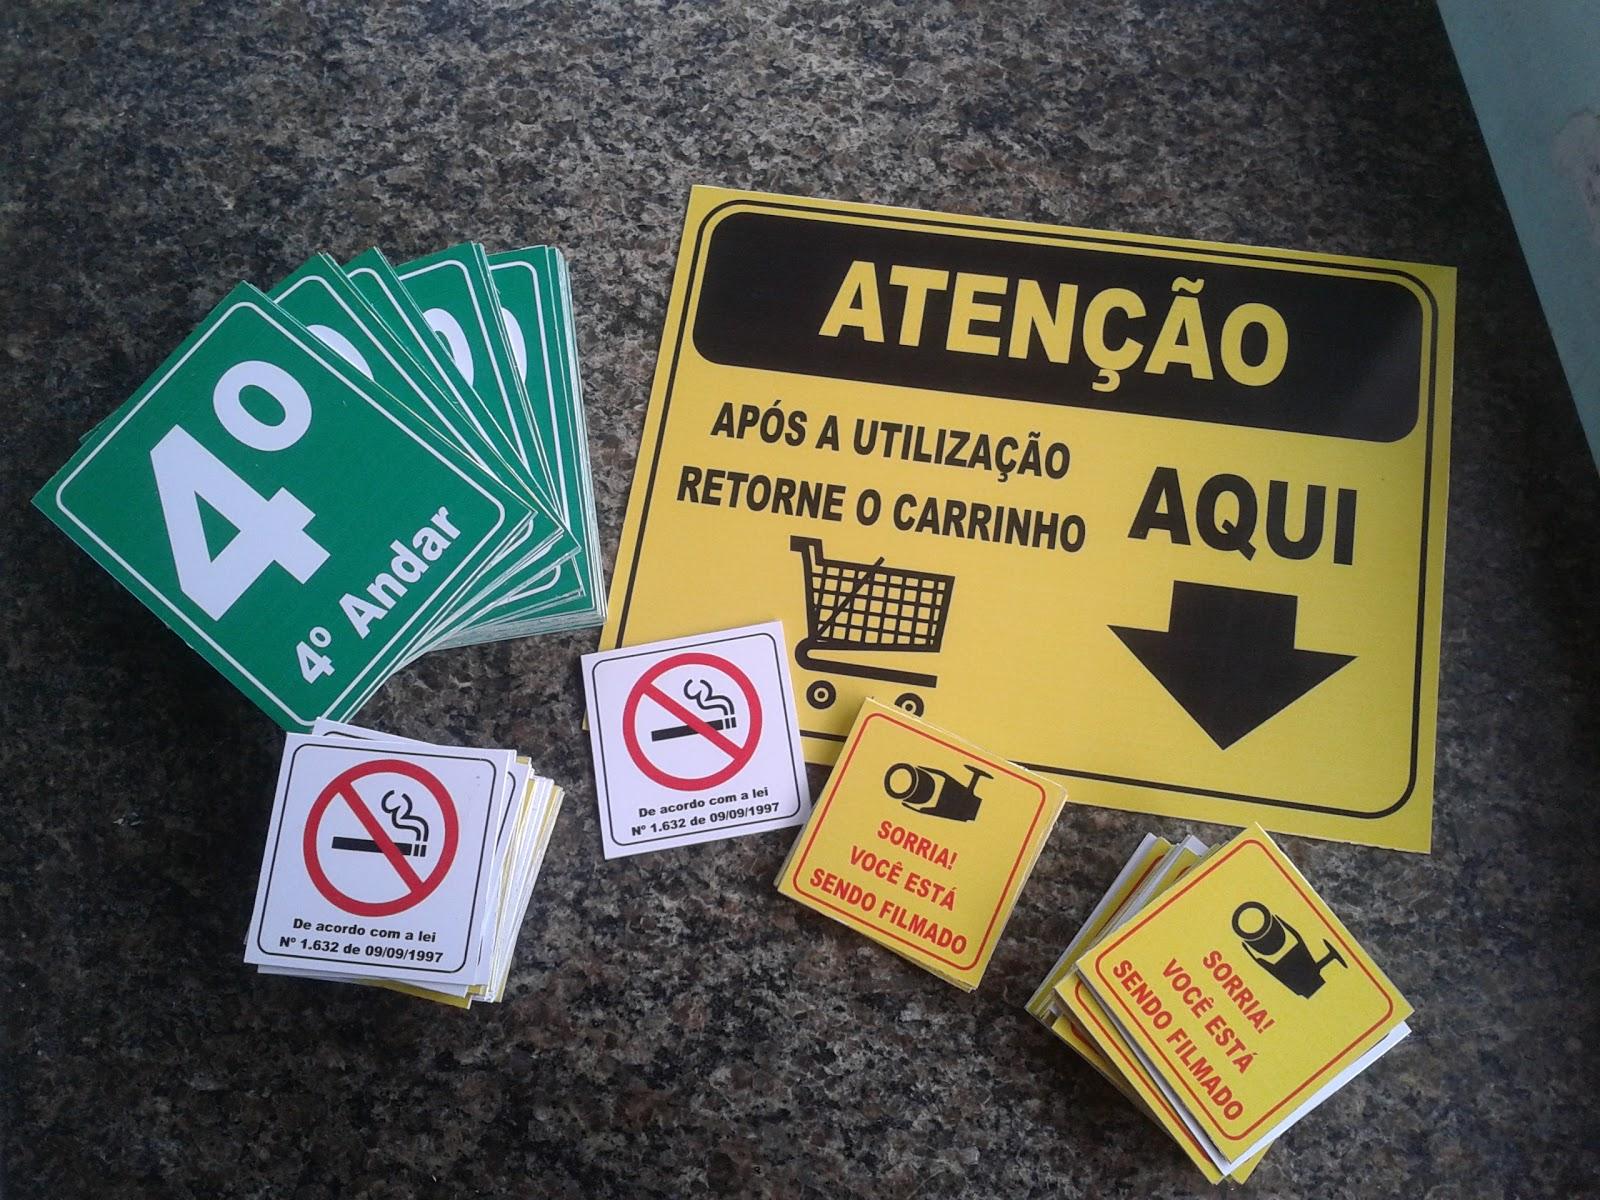 4º
4º Andar
ATENÇÃO
APÓS A UTILIZAÇÃO
RETORNE O CARRINHO
AQUI
De acordo com a lei
Nº 1.632 de 09/09/1997
De acordo com a lei
Nº 1.632 de 09/09/1997
SORRIA!
VOCÊ ESTÁ
SENDO FILMADO
SORRIA!
VOCÊ ESTÁ
SENDO FILMADO